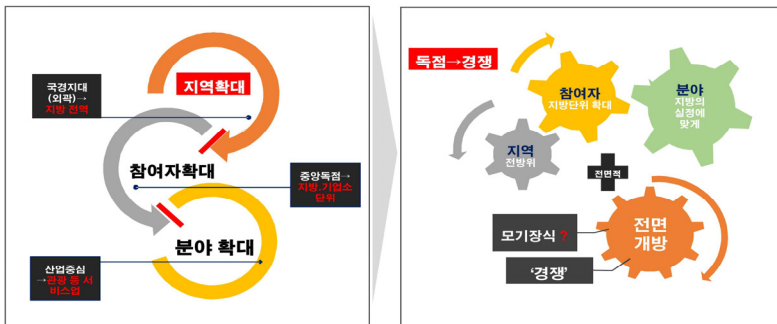 지역확대
국경지대
(외곽)→
지방 전역
참여자확대
중앙독점→
지방.기업소
단위
분야 확대
산업중심
→관광 등 서
비스업
독점→경쟁
참여자
지방단위 확대
분야
지방의
실정에
맞게
지역
전방위
전면적
모기장식 ?
전면
개방
'경쟁'